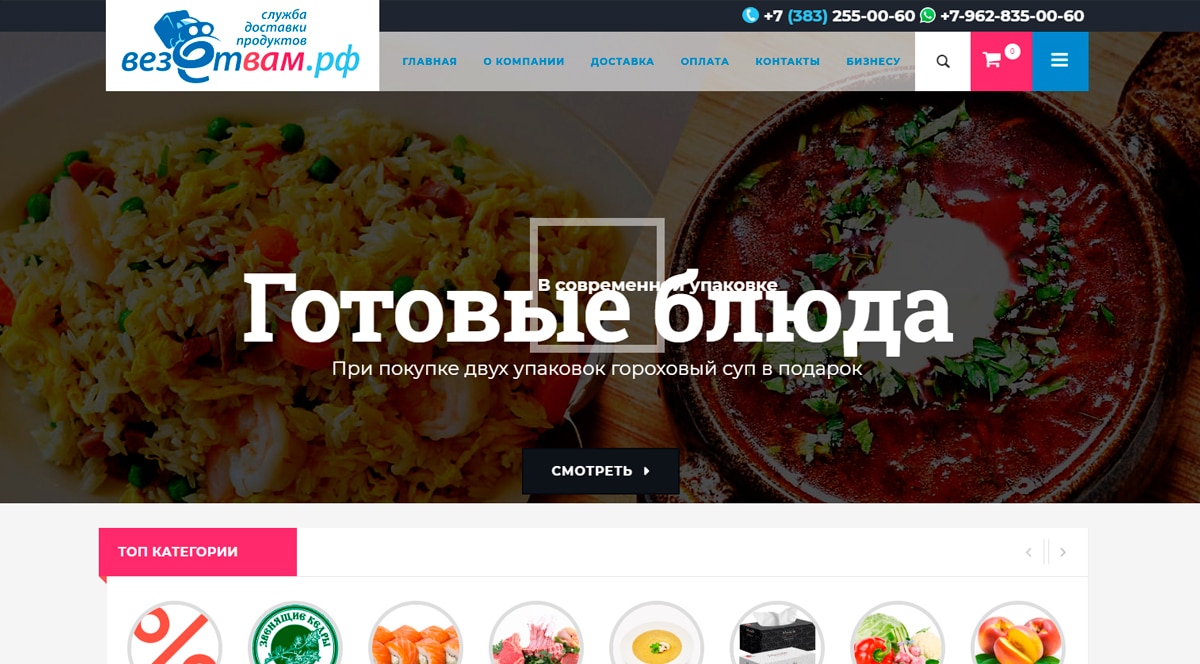 +7 (383) 255-00-60 +7-962-835-00-60
служба
доставки
продуктов
везётвам.рф
ГЛАВНАЯ О КОМПАНИИ ДОСТАВКА ОПЛАТА КОНТАКТЫ БИЗНЕСУ
0
В современной упаковке
Готовые блюда
При покупке двух упаковок гороховый суп в подарок
СМОТРЕТЬ
ТОП КАТЕГОРИИ
%
ЗВЕНЯЩИЕ КЕДРЫ